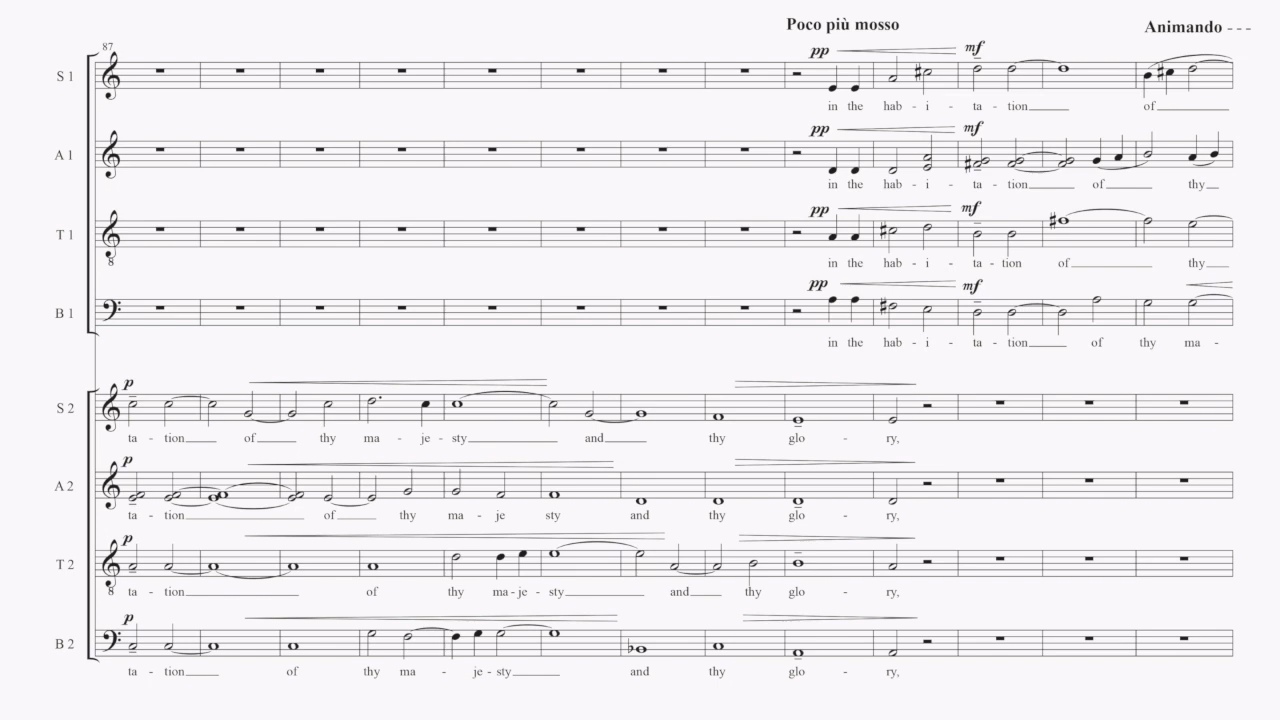 Poco più mosso
Animando - - -
87
pp mf
S 1
in the hab - i - ta - tion of
pp mf
A 1
in the hab - i - ta - tion of thy
pp mf
T 1
8
in the hab - i - ta - tion of thy
pp mf
B 1
in the hab - i - ta - tion of thy ma -
p
S 2
ta - tion of thy ma - je - sty and thy glo - ry,
p
A 2
ta - tion of thy ma - je sty and thy glo - ry,
p
T 2
8
ta - tion of thy ma - je - sty and thy glo - ry,
p
B 2
ta - tion of thy ma - je - sty and thy glo - ry,